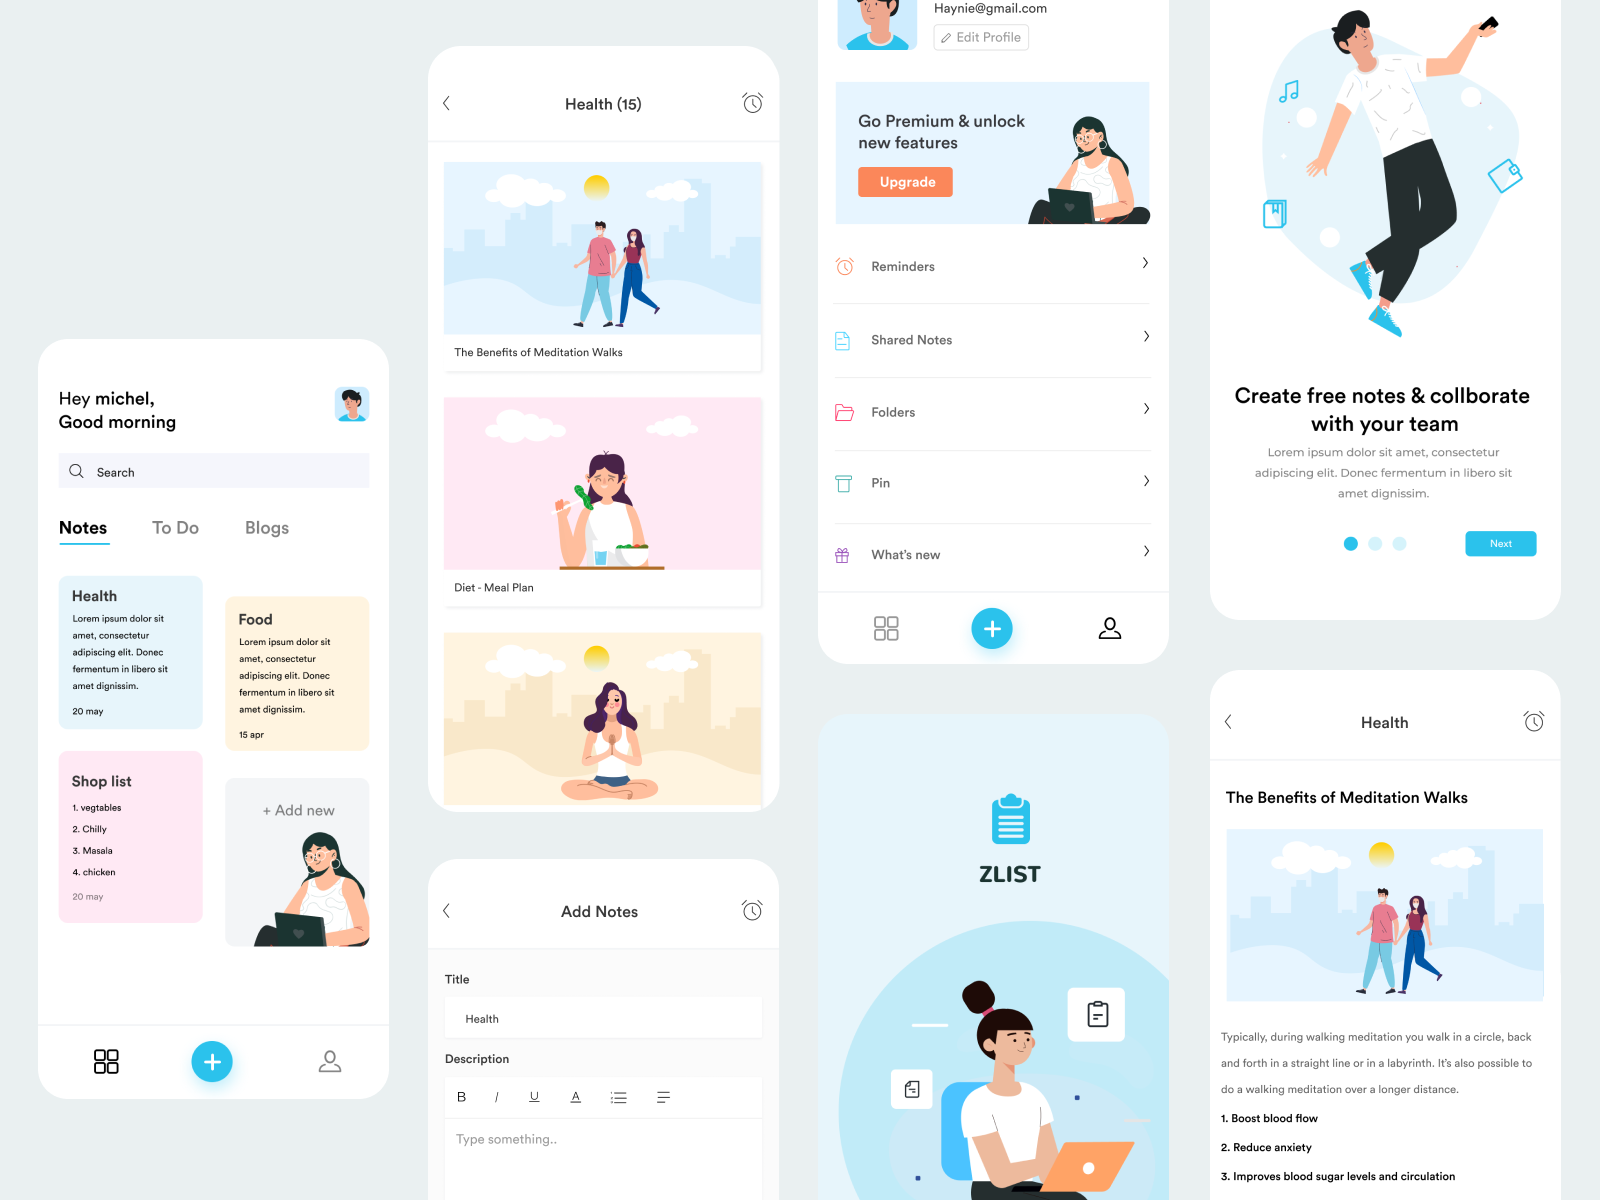 Hey michel,
Good morning
Search
Notes
To Do
Blogs
Health
Lorem ipsum dolor sit
amet, consectetur
adipiscing elit. Donec
fermentum in libero sit
amet dignissim.
20 may
Food
Lorem ipsum dolor sit
amet, consectetur
adipiscing elit. Donec
fermentum in libero sit
amet dignissim.
15 apr
Shop list
1. vegtables
2. Chilly
3. Masala
4. chicken
20 may
+ Add new
Health (15)
The Benefits of Meditation Walks
Diet - Meal Plan
Add Notes
Title
Health
Description
B I U A
Type something..
Haynie@gmail.com
Edit Profile
Go Premium & unlock
new features
Upgrade
Reminders
Shared Notes
Folders
Pin
What's new
ZLIST
Create free notes & collborate
with your team
Lorem ipsum dolor sit amet, consectetur
adipiscing elit. Donec fermentum in libero sit
amet dignissim.
Next
Health
The Benefits of Meditation Walks
Typically, during walking meditation you walk in a circle, back
and forth in a straight line or in a labyrinth. It's also possible to
do a walking meditation over a longer distance.
1. Boost blood flow
2. Reduce anxiety
3. Improves blood sugar levels and circulation